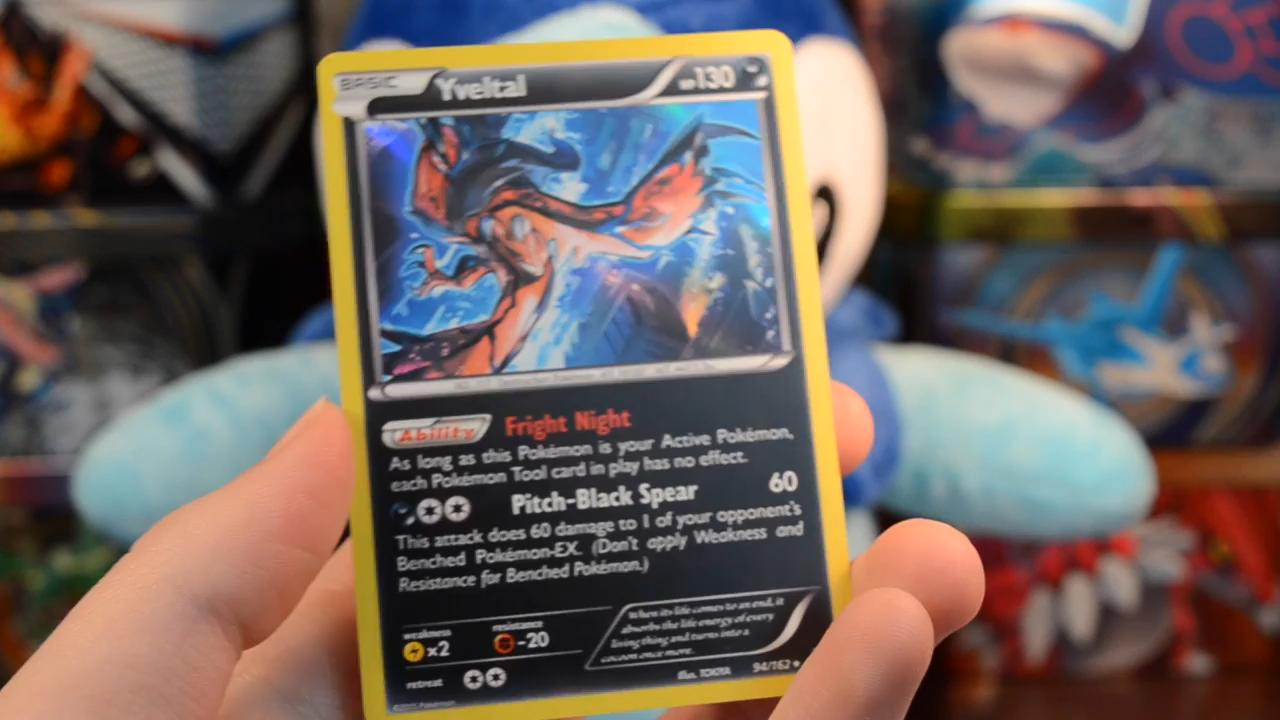 BASIC Yveltal HP130
Ability Fright Night
As long as this Pokémon is your Active Pokémon,
each Pokémon Tool card in play has no effect.
Pitch-Black Spear 60
This attack does 60 damage to 1 of your opponent's
Benched Pokémon-EX. (Don't apply Weakness and
Resistance for Benched Pokémon.)
weakness resistance
×2 -20
When its life comes to an end, it
absorbs the life energy of every
living thing and turns into a
cocoon once more.
retreat
Illus. TOKIYA 94/162
©2015 Pokémon